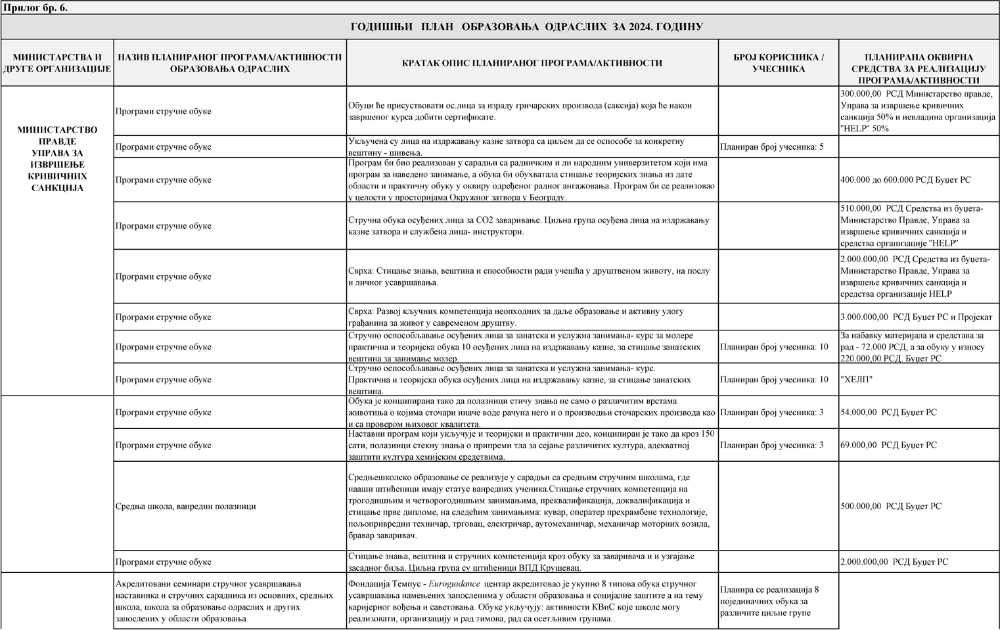 Прилог бр. 6.
ГОДИШЊИ ПЛАН ОБРАЗОВАЊА ОДРАСЛИХ ЗА 2024. ГОДИНУ
МИНИСТАРСТВА И
ДРУГЕ ОРГАНИЗАЦИЈЕ
НАЗИВ ПЛАНИРАНОГ ПРОГРАМА/АКТИВНОСТИ
ОБРАЗОВАЊА ОДРАСЛИХ
КРАТАК ОПИС ПЛАНИРАНОГ ПРОГРАМА/АКТИВНОСТИ
БРОЈ КОРИСНИКА /
УЧЕСНИКА
ПЛАНИРАНА ОКВИРНА
СРЕДСТВА ЗА РЕАЛИЗАЦИЈУ
ПРОГРАМА/АКТИВНОСТИ
МИНИСТАРСТВО
ПРАВДЕ
УПРАВА ЗА
ИЗВРШЕЊЕ
КРИВИЧНИХ
САНКЦИЈА
Програми стручне обуке
Обуци ће присуствовати ос.лица за израду грнчарских производа (саксија) која ће након
завршеног курса добити сертификате.
300.000,00 РСД Министарство правде,
Управа за извршење кривичних
санкција 50% и невладина организација
"HELP" 50%
Програми стручне обуке
Укључена су лица на издржавању казне затвора са циљем да се оспособе за конкретну
вештину - шивења.
Планиран број учесника: 5
Програми стручне обуке
Програм би био реализован у сарадњи са радничким и ли народним универзитетом који има
програм за наведено занимање, а обука би обухватала стицање теоријских знања из дате
области и практичну обуку у оквиру одређеног радног ангажовања. Програм би се реализовао
у целости у просторијама Окружног затвора у Београду.
400.000 до 600.000 РСД Буџет РС
Програми стручне обуке
Стручна обука осуђених лица за CO2 заваривање. Циљна група осуђена лица на издржавању
казне затвора и службена лица- инструктори.
510.000,00 РСД Средства из буџета-
Министарство Правде, Управа за
извршење кривичних санкција и
средства организације "HELP"
Програми стручне обуке
Сврха: Стицање знања, вештина и способности ради учешћа у друштвеном животу, на послу
и личног усавршавања.
2.000.000,00 РСД Средства из буџета-
Министарство Правде, Управа за
извршење кривичних санкција и
средства организације HELP
Програми стручне обуке
Сврха: Развој кључних компетенција неопходних за даље образовање и активну улогу
грађанина за живот у савременом друштву.
3.000.000,00 РСД Буџет РС и Пројекат
Програми стручне обуке
Стручно оспособљавање осуђених лица за занатска и услужна занимања- курс за молере
практична и теоријска обука 10 осуђених лица на издржавању казне, за стицање занатских
вештина за занимање молер.
Планиран број учесника: 10
За набавку материјала и средстава за
рад - 72.000 РСД, а за обуку у износу
220.000,00 РСД. Буџет РС
Програми стручне обуке
Стручно оспособљавање осуђених лица за занатска и услужна занимања- курс.
Практична и теоријска обука осуђених лица на издржавању казне, за стицање занатских
вештина.
Планиран број учесника: 10
"ХЕЛП"
Програми стручне обуке
Обука је конципирана тако да полазници стичу знања не само о различитим врстама
животиња о којима сточари иначе воде рачуна него и о производњи сточарских производа као
и са провером њиховог квалитета.
Планиран број учесника: 3
54.000,00 РСД Буџет РС
Програми стручне обуке
Наставни програм који укључује и теоријски и практични део, конципиран је тако да кроз 150
сати, полазници стекну знања о припреми тла за сејање различитих култура, адекватној
заштити култура хемијским средствима.
Планиран број учесника: 3
69.000,00 РСД Буџет РС
Средња школа, ванредни полазници
Средњешколско образовање се реализује у сарадњи са средњим стручним школама, где
наши штићеници имају статус ванредних ученика.Стицање стручних компетенција на
трогодишњим и четворогодишњим занимањима, преквалификација, доквалификација и
стицање прве дипломе, на следећим занимањима: кувар, оператер прехрамбене технологије,
пољопривредни техничар, трговац, електричар, аутомеханичар, механичар моторних возила,
бравар заваривач.
500.000,00 РСД Буџет РС
Програми стручне обуке
Стицање знања, вештина и стручних компетенција кроз обуку за заваривача и и узгајање
засадног биља. Циљна група су штићеници ВПД Крушевац.
2.000.000,00 РСД Буџет РС
Акредитовани семинари стручног усавршавања
наставника и стручних сарадника из основних, средњих
школа, школа за образовање одраслих и других
запослених у области образовања
Фондација Темпус - Euroguidance центар акредитовао је укупно 8 типова обука стручног
усавршавања намењених запосленима у области образовања и социјалне заштите а на тему
каријерног вођења и саветовања. Обуке укључују: активности КВиС које школе могу
реализовати, организацију и рад тимова, рад са осетљивим групама..
Планира се реализација 8
појединачних обука за
различите циљне групе